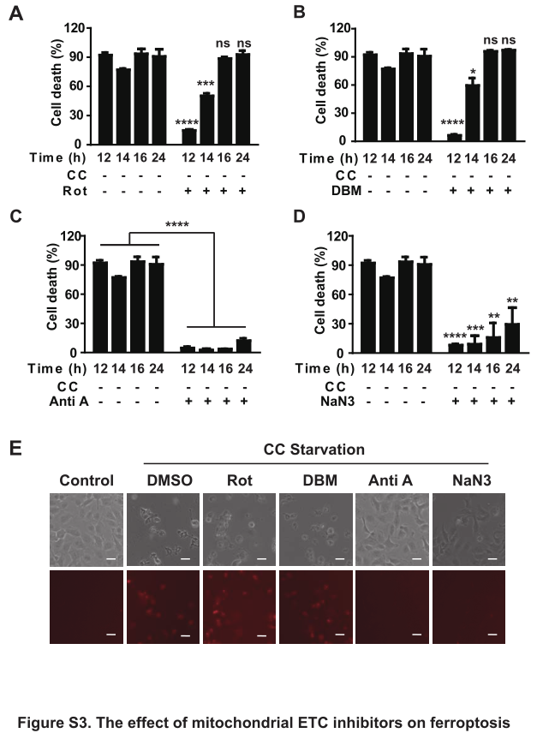 A
120
90
60
30
0
Cell death (%)
****
***
ns
ns
Time (h) 12 14 16 24 12 14 16 24
CC - - - -
Rot - - - - + + + +
B
120
90
60
30
0
Cell death (%)
****
*
ns ns
Time (h) 12 14 16 24 12 14 16 24
CC - - - -
DBM - - - - + + + +
C
120
90
60
30
0
Cell death (%)
****
Time (h) 12 14 16 24 12 14 16 24
CC - - - -
Anti A - - - - + + + +
D
120
90
60
30
0
Cell death (%)
****
***
**
**
Time (h) 12 14 16 24 12 14 16 24
CC - - - -
NaN3 - - - - + + + +
E
CC Starvation
Control DMSO Rot DBM Anti A NaN3
Figure S3. The effect of mitochondrial ETC inhibitors on ferroptosis